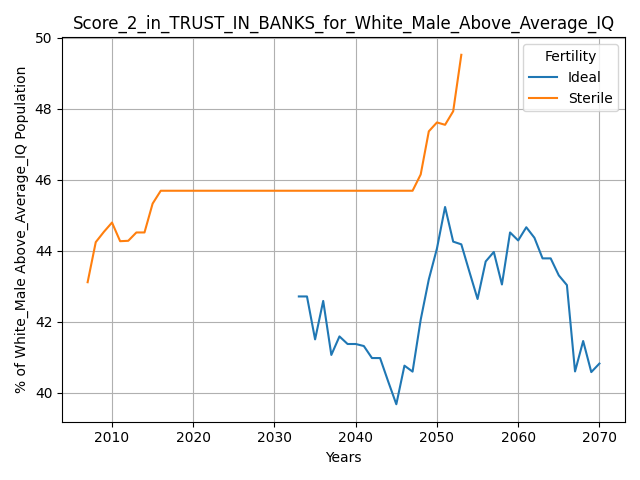 Score_2_in_TRUST_IN_BANKS_for_White_Male_Above_Average_IQ
% of White_Male Above_Average_IQ Population
50
48
46
44
42
40
Fertility
Ideal
Sterile
2010 2020 2030 2040 2050 2060 2070
Years